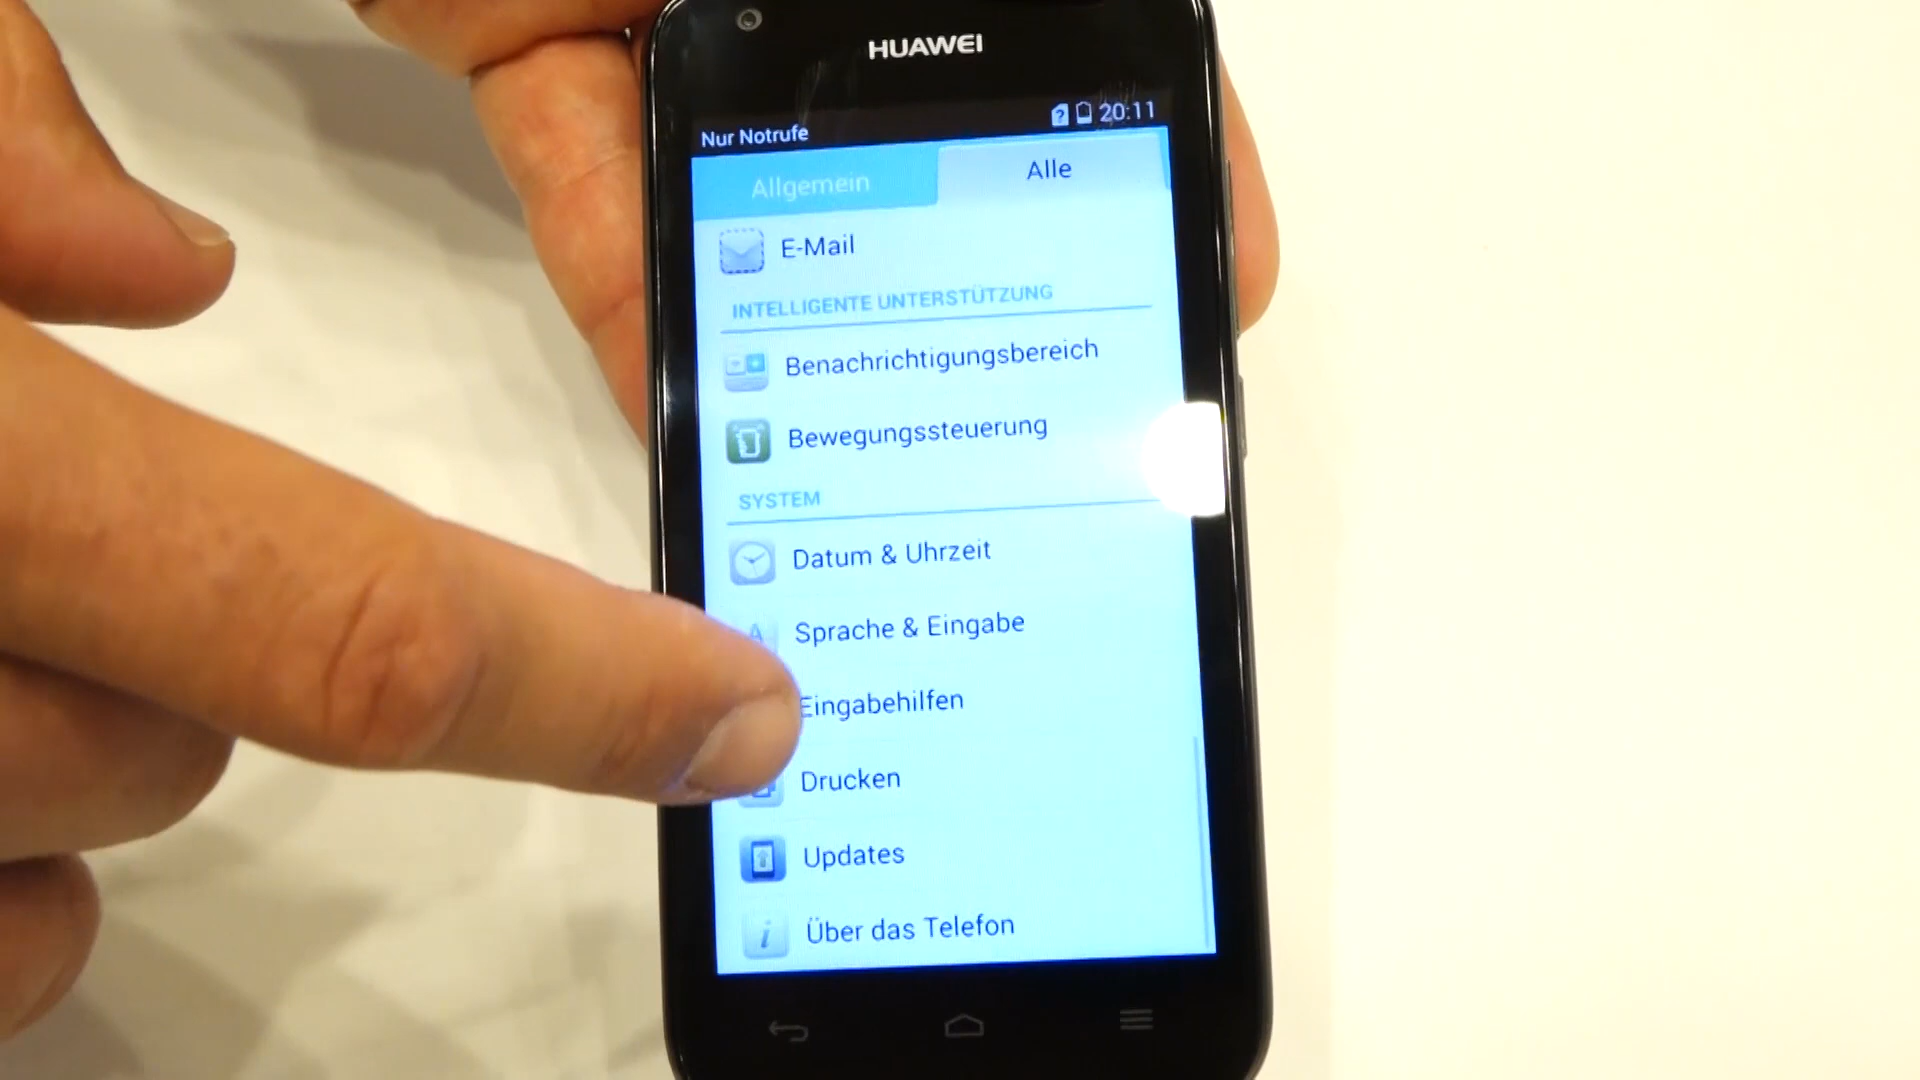 HUAWEI
20:11
Nur Notrufe
Allgemein
Alle
E-Mail
INTELLIGENTE UNTERSTÜTZUNG
Benachrichtigungsbereich
Bewegungssteuerung
SYSTEM
Datum & Uhrzeit
A
Sprache & Eingabe
Eingabehilfen
Drucken
Updates
i
Über das Telefon